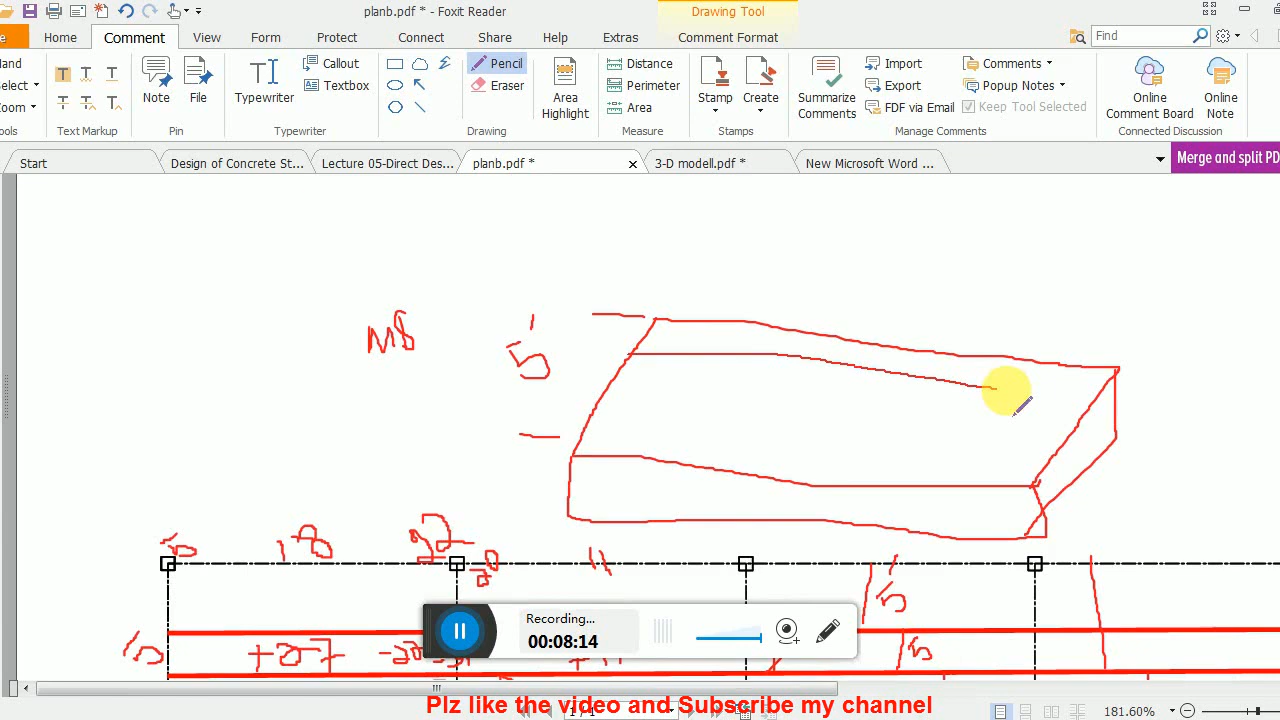 planb.pdf * - Foxit Reader
Drawing Tool
Home Comment View Form Protect Connect Share Help Extras Comment Format Find
Note File Typewriter Callout Textbox Pencil Area Highlight Distance Perimeter Area Stamp Create Summarize Comments Import Export FDF via Email Comments Popup Notes Keep Tool Selected Online Comment Board Online Note
Text Markup Pin Typewriter Drawing Measure Stamps Manage Comments Connected Discussion
Start Design of Concrete St... Lecture 05-Direct Des... planb.pdf * 3-D modell.pdf * New Microsoft Word ... Merge and split PD
5'
18
11
5
5
Recording...
00:08:14
Plz like the video and Subscribe my channel
181.60%